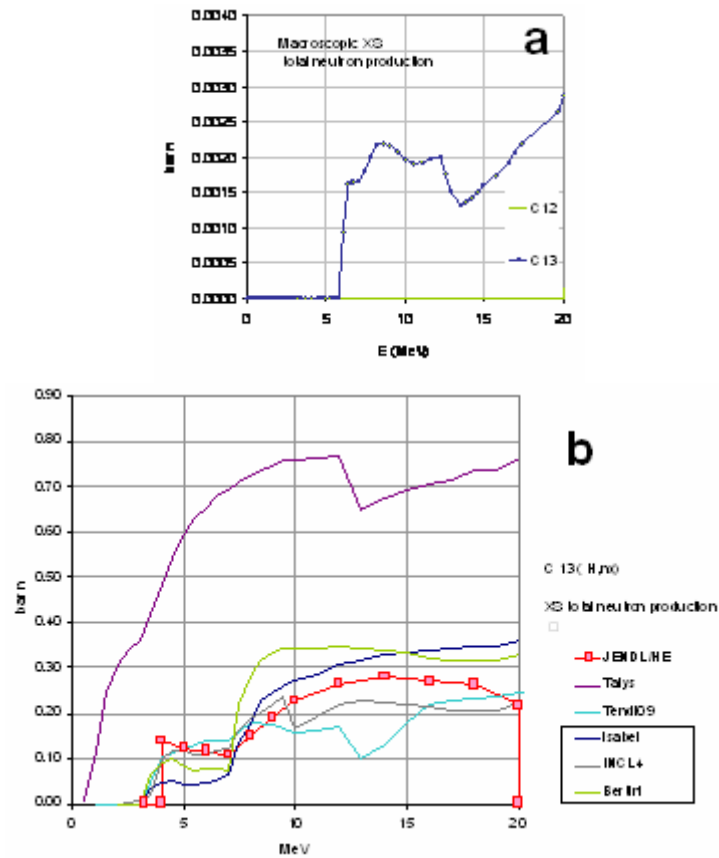 0.0040
0.0035
0.0030
0.0025
0.0020
0.0015
0.0010
0.0005
0.0000
barn
Macroscopic XS
total neutron production
a
C 12
C 13
0
5
10
15
20
E (MeV)
0.90
0.80
0.70
0.60
0.50
0.40
0.30
0.20
0.10
0.00
barn
0
5
10
15
20
MeV
b
XS total neutron production
JENDL/HE
Talys
Tendl09
Isabel
INCL4